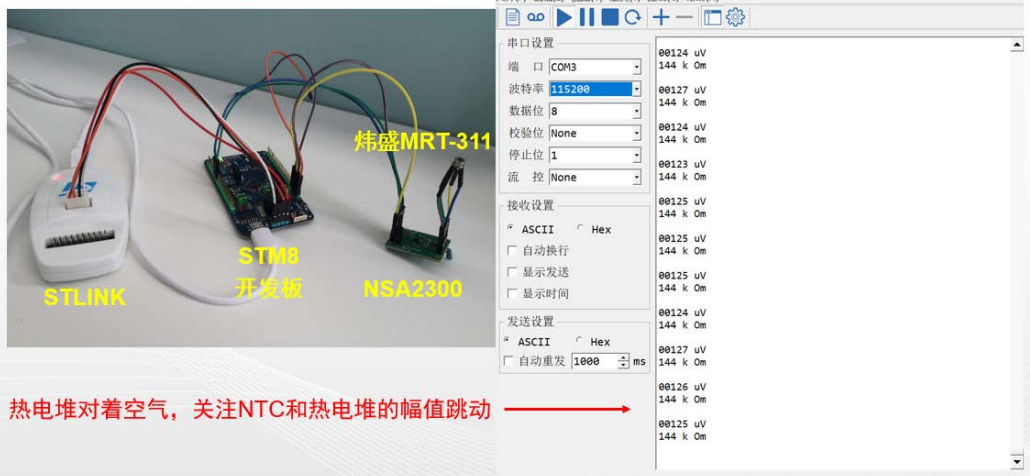 炜盛MRT-311
STM8
开发板
STLINK
NSA2300
热电堆对着空气，关注NTC和热电堆的幅值跳动
串口设置
端 口 COM3
波特率 115200
数据位 8
校验位 None
停止位 1
流 控 None
接收设置
ASCII Hex
自动换行
显示发送
显示时间
发送设置
ASCII Hex
自动重发 1000 ms
00124 uV
144 k Om
00127 uV
144 k Om
00124 uV
144 k Om
00123 uV
144 k Om
00125 uV
144 k Om
00125 uV
144 k Om
00125 uV
144 k Om
00124 uV
144 k Om
00127 uV
144 k Om
00126 uV
144 k Om
00125 uV
144 k Om